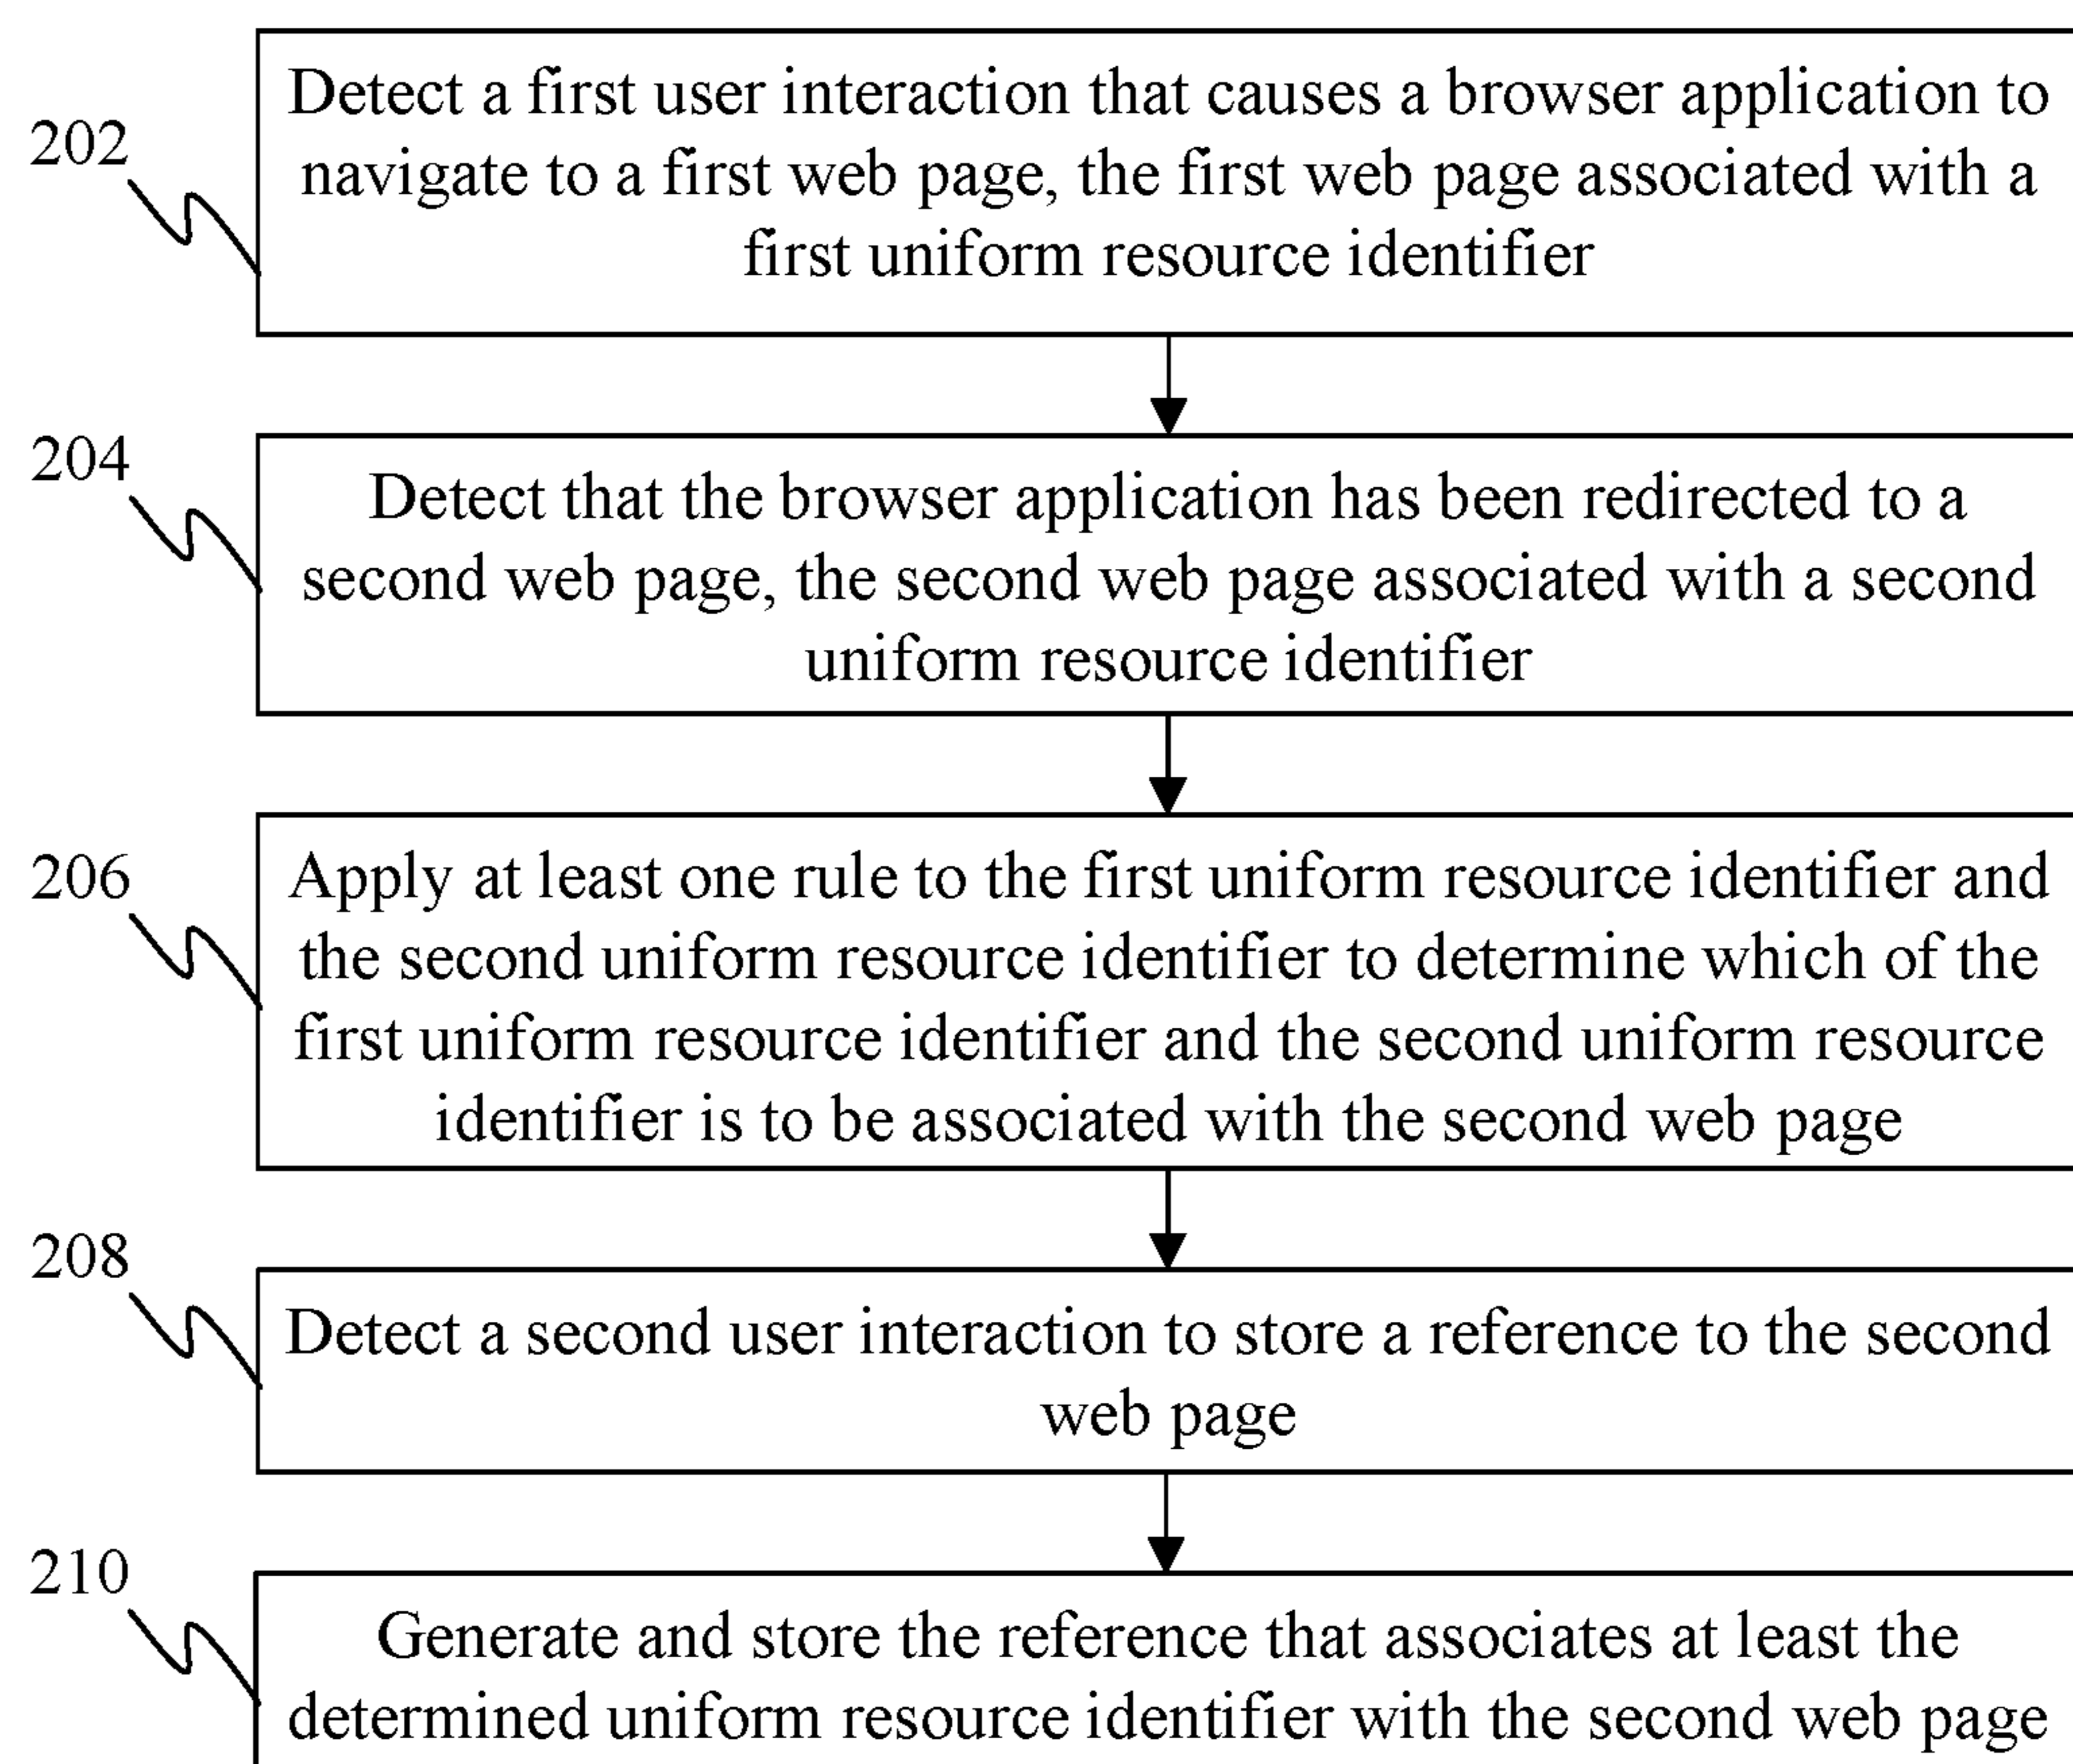 Detect a first user interaction that causes a browser application to
202
navigate to a first web page, the first web page associated with a
first uniform resource identifier
204
Detect that the browser application has been redirected to a
second web page, the second web page associated with a second
uniform resource identifier
206
Apply at least one rule to the first uniform resource identifier and
the second uniform resource identifier to determine which of the
first uniform resource identifier and the second uniform resource
identifier is to be associated with the second web page
208
Detect a second user interaction to store a reference to the second
web page
210
Generate and store the reference that associates at least the
determined uniform resource identifier with the second web page